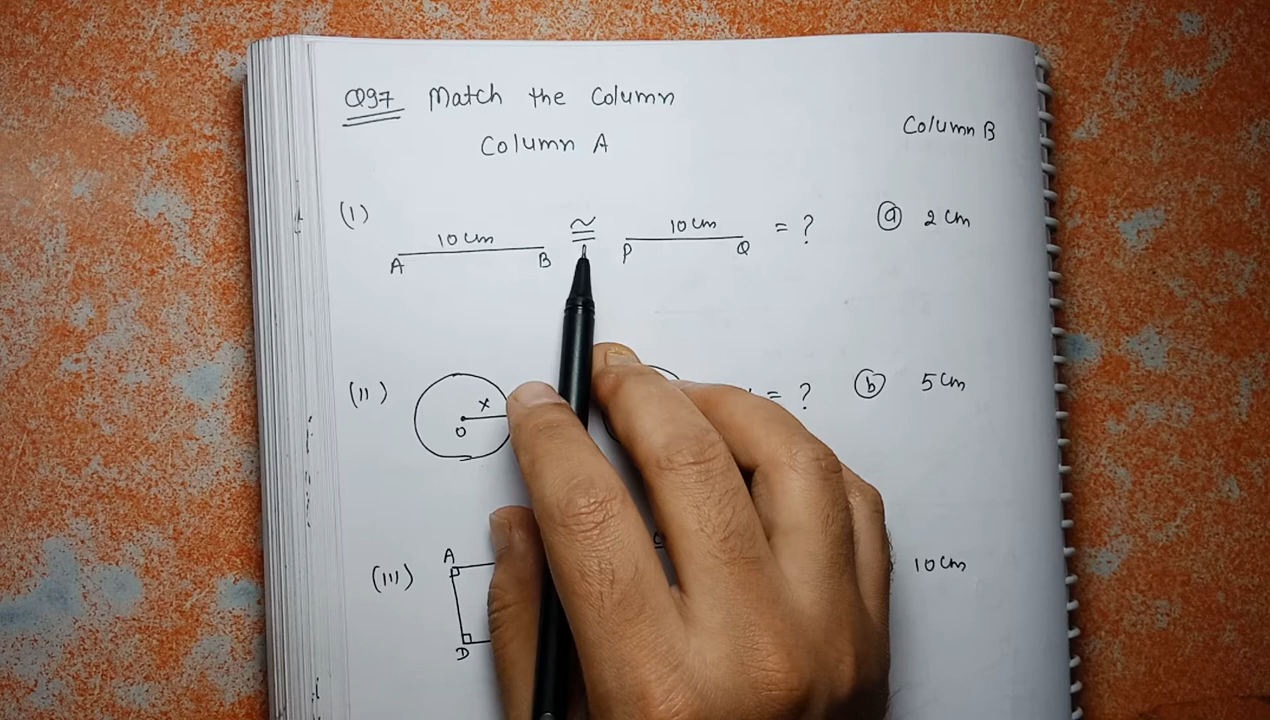 Q97 Match the Column
Column A
Column B
(I) 10 cm A B ≅ 10 cm P Q = ? ⓐ 2 cm
(II) x O = ? ⓑ 5 cm
(III) A D 10 cm